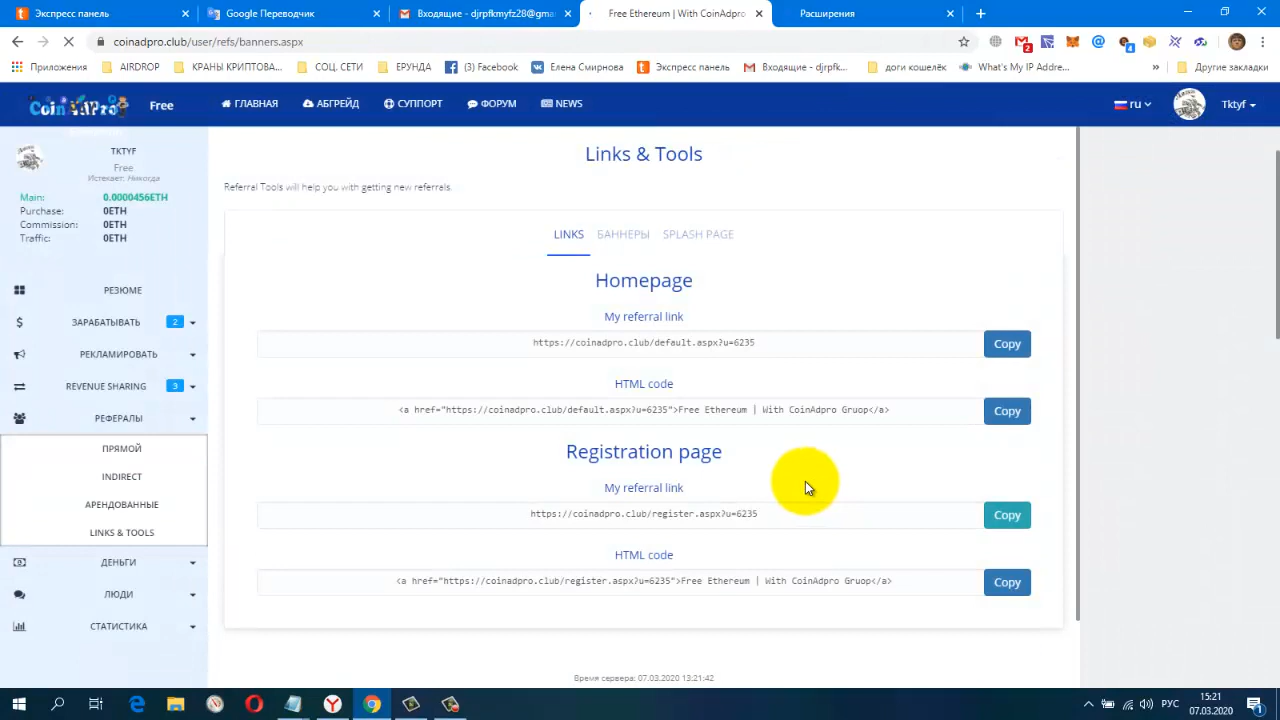 Экспресс панель
Google Переводчик
Входящие - djrpfkmyfz28@gma
Free Ethereum | With CoinAdpro
Расширения
coinadpro.club/user/refs/banners.aspx
Приложения
AIRDROP
КРАНЫ КРИПТОВА...
СОЦ. СЕТИ
ЕРУНДА
(3) Facebook
Елена Смирнова
Экспресс панель
Входящие - djrpfk...
доги кошелёк
What's My IP Addre...
»
Другие закладки
CoinAdPro
Free
ГЛАВНАЯ
АБГРЕЙД
СУППОРТ
ФОРУМ
NEWS
ru
Tktyf
TKTYF
Free
Истекает: Никогда
Main: 0.0000456ETH
Purchase: 0ETH
Commission: 0ETH
Traffic: 0ETH
РЕЗЮМЕ
ЗАРАБАТЫВАТЬ 2
РЕКЛАМИРОВАТЬ
REVENUE SHARING 3
РЕФЕРАЛЫ
ПРЯМОЙ
INDIRECT
АРЕНДОВАННЫЕ
LINKS & TOOLS
ДЕНЬГИ
ЛЮДИ
СТАТИСТИКА
Links & Tools
Referral Tools will help you with getting new referrals.
LINKS БАННЕРЫ SPLASH PAGE
Homepage
My referral link
https://coinadpro.club/default.aspx?u=6235 Copy
HTML code
<a href="https://coinadpro.club/default.aspx?u=6235">Free Ethereum | With CoinAdpro Gruop</a> Copy
Registration page
My referral link
https://coinadpro.club/register.aspx?u=6235 Copy
HTML code
<a href="https://coinadpro.club/register.aspx?u=6235">Free Ethereum | With CoinAdpro Gruop</a> Copy
Время сервера: 07.03.2020 13:21:42
РУС
15:21
07.03.2020